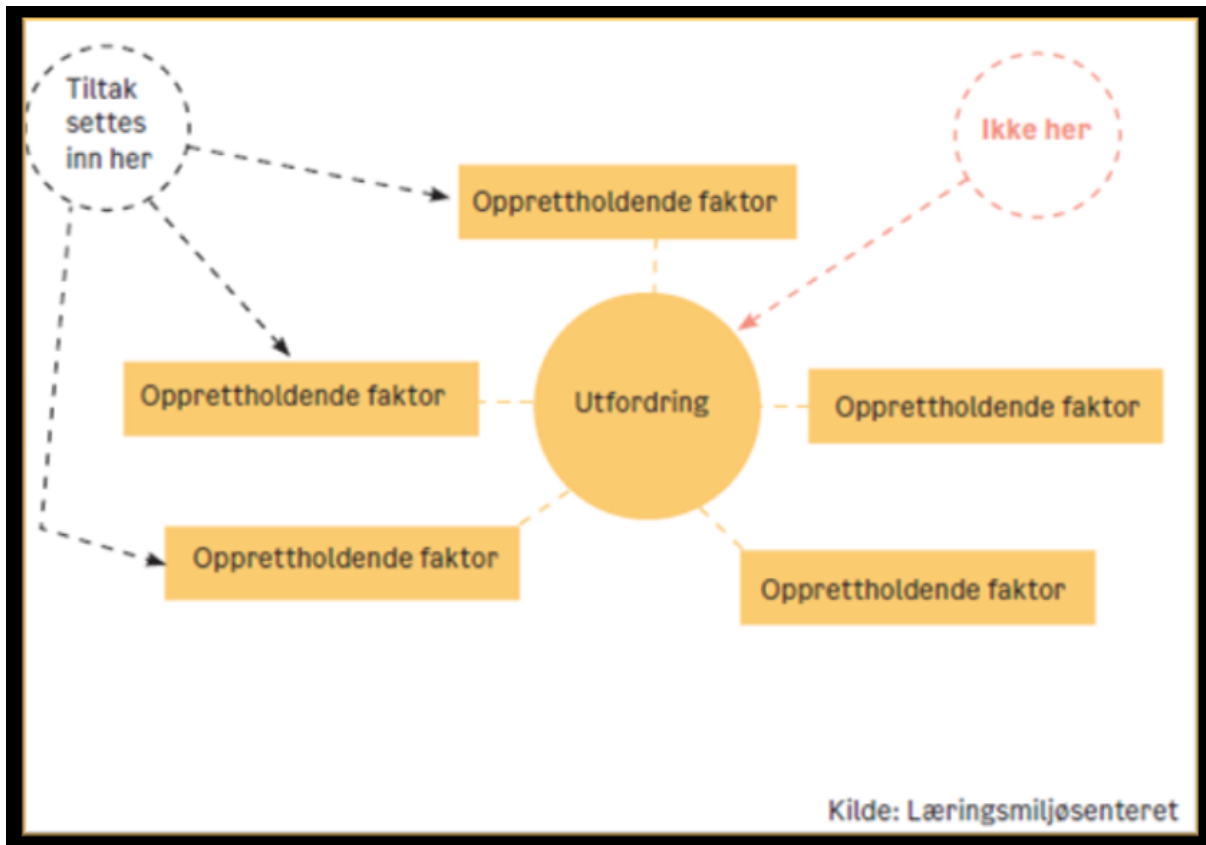 Tiltak
settes
inn her
Ikke her
Opprettholdende faktor
Opprettholdende faktor
Utfordring
Opprettholdende faktor
Opprettholdende faktor
Opprettholdende faktor
Kilde: Læringsmiljøsenteret